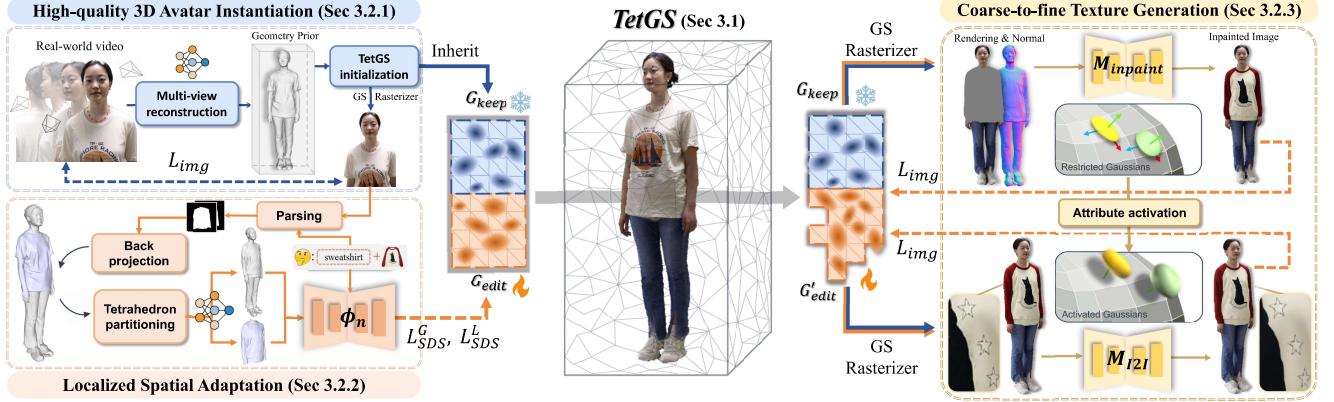 High-quality 3D Avatar Instantiation (Sec 3.2.1)
Real-world video
Geometry Prior
Multi-view
reconstruction
TetGS
initialization
GS Rasterizer
L_img
Inherit
G_keep
G_edit
Parsing
Back
projection
Tetrahedron
partitioning
: sweatshirt +
ϕ_n
L^G_SDS, L^L_SDS
Localized Spatial Adaptation (Sec 3.2.2)
TetGS (Sec 3.1)
GS
Rasterizer
G_keep
L_img
L_img
G'_edit
GS
Rasterizer
Coarse-to-fine Texture Generation (Sec 3.2.3)
Rendering & Normal
M_inpaint
Inpainted Image
Restricted Gaussians
Attribute activation
Activated Gaussians
M_I2I